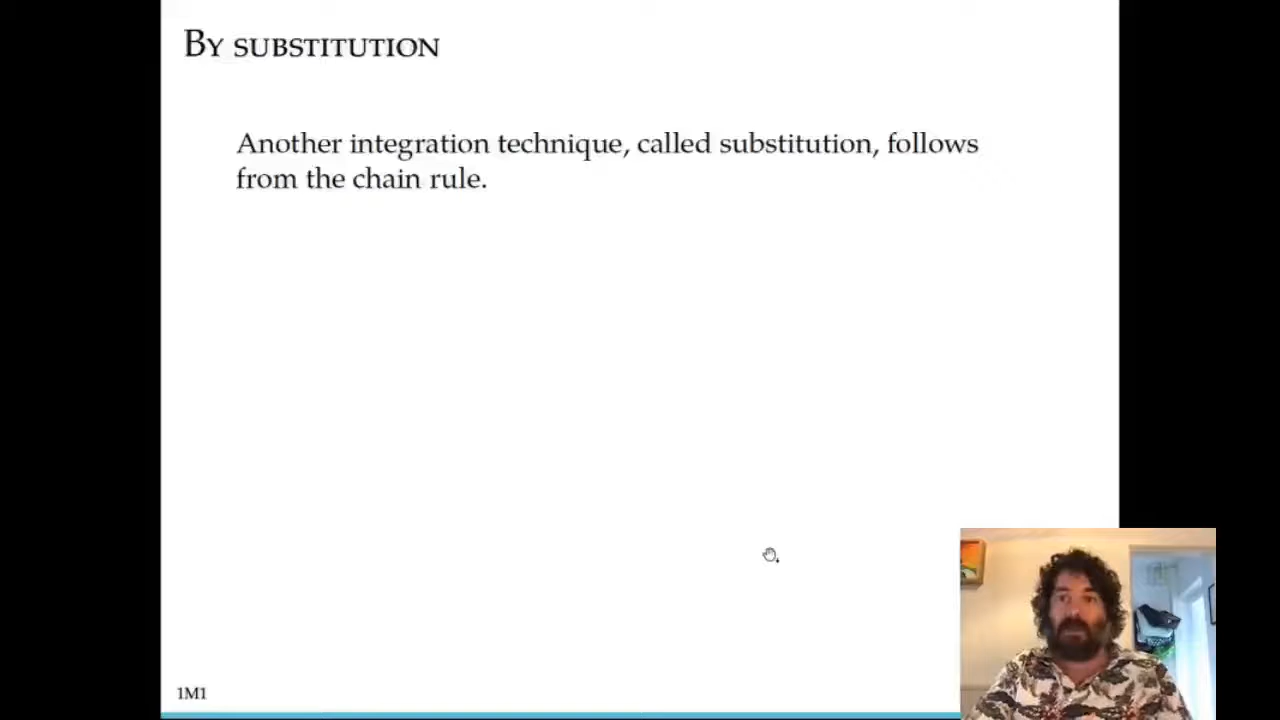 By substitution
Another integration technique, called substitution, follows
from the chain rule.
1M1